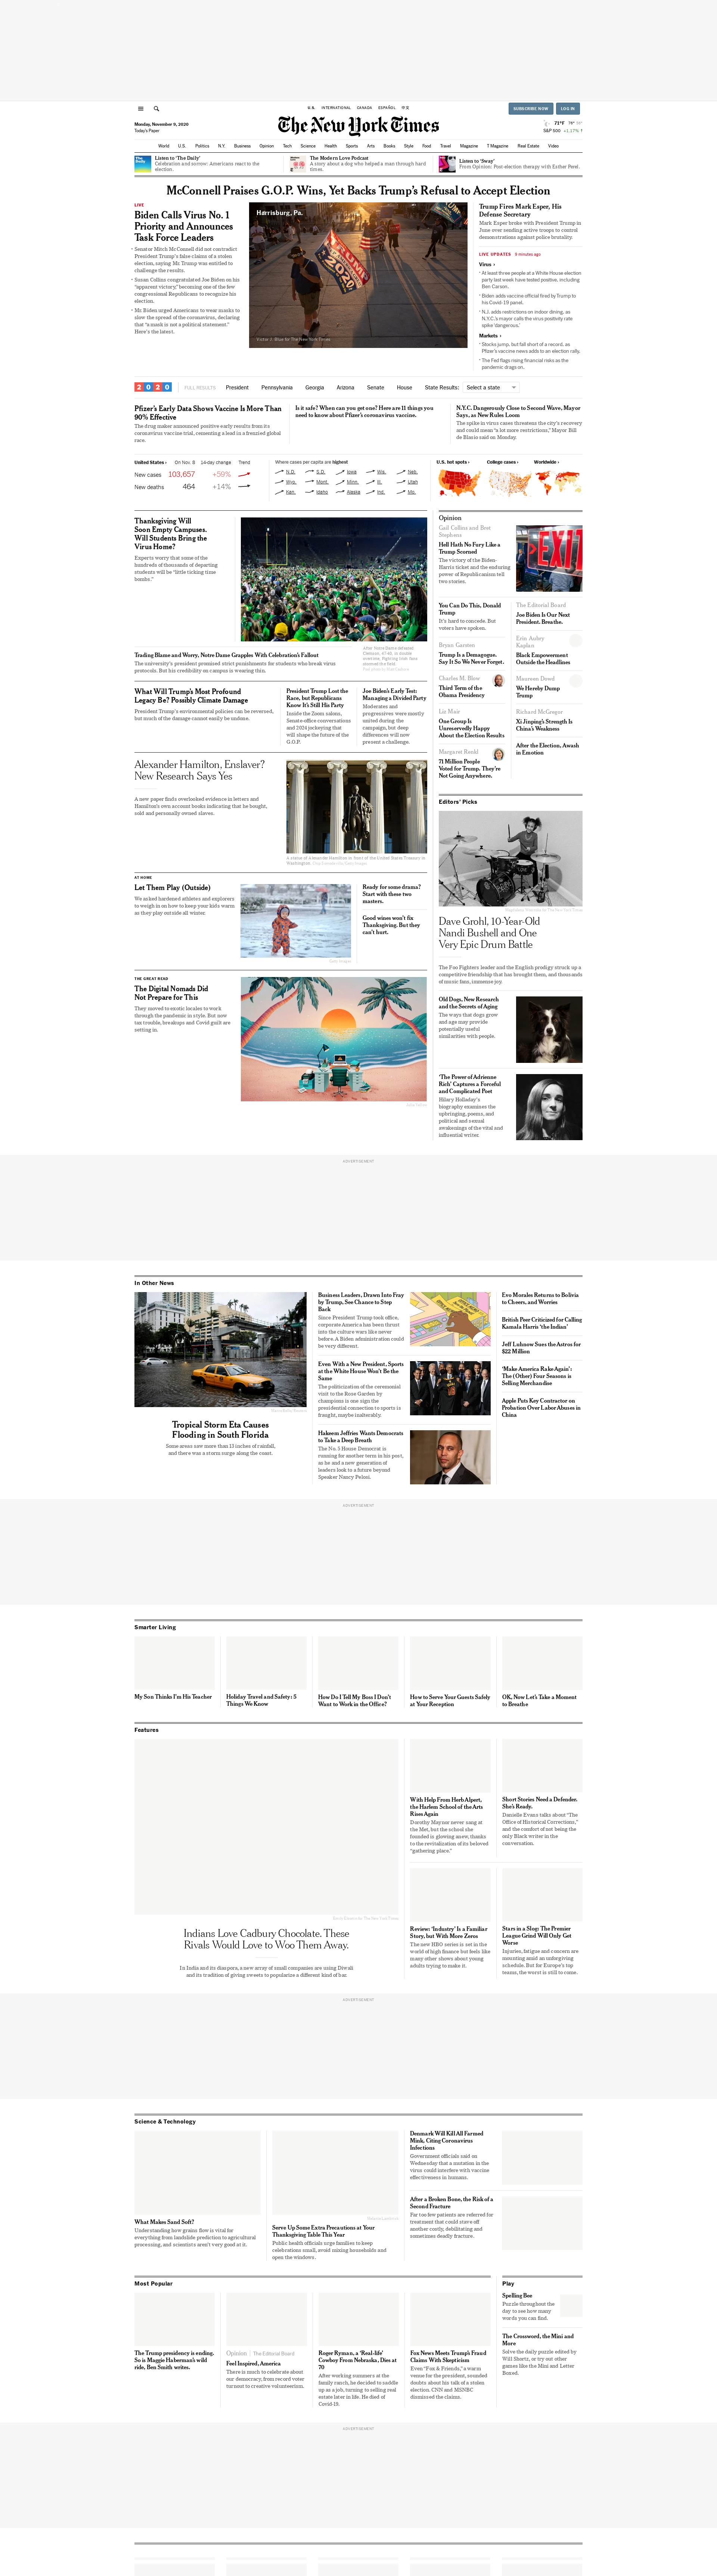 U.S. INTERNATIONAL CANADA ESPAÑOL 中文
SUBSCRIBE NOW LOG IN
Monday, November 9, 2020
Today's Paper
The New York Times
71°F
S&P 500 +1.17% ↑
World U.S. Politics N.Y. Business Opinion Tech Science Health Sports Arts Books Style Food Travel Magazine T Magazine Real Estate Video
Listen to 'The Daily'
Celebration and sorrow: Americans react to the
election.
The Modern Love Podcast
A story about a dog who helped a man through hard
times.
Listen to 'Sway'
From Opinion: Post-election therapy with Esther Perel.
McConnell Praises G.O.P. Wins, Yet Backs Trump's Refusal to Accept Election
LIVE
Biden Calls Virus No. 1
Priority and Announces
Task Force Leaders
Senator Mitch McConnell did not contradict
President Trump's false claims of a stolen
election, saying Mr. Trump was entitled to
challenge the results.
Susan Collins congratulated Joe Biden on his
"apparent victory," becoming one of the few
congressional Republicans to recognize his
election.
Mr. Biden urged Americans to wear masks to
slow the spread of the coronavirus, declaring
that "a mask is not a political statement."
Here's the latest.
Harrisburg, Pa.
Victor J. Blue for The New York Times
Trump Fires Mark Esper, His
Defense Secretary
Mark Esper broke with President Trump in
June over sending active troops to control
demonstrations against police brutality.
LIVE UPDATES 9 minutes ago
Virus ›
At least three people at a White House election
party last week have tested positive, including
Ben Carson.
Biden adds vaccine official fired by Trump to
his Covid-19 panel.
N.J. adds restrictions on indoor dining, as
N.Y.C.'s mayor calls the virus positivity rate
spike 'dangerous.'
Markets ›
Stocks jump, but fall short of a record, as
Pfizer's vaccine news adds to an election rally.
The Fed flags rising financial risks as the
pandemic drags on.
2020 FULL RESULTS President Pennsylvania Georgia Arizona Senate House State Results: Select a state
Pfizer's Early Data Shows Vaccine Is More Than
90% Effective
The drug maker announced positive early results from its
coronavirus vaccine trial, cementing a lead in a frenzied global
race.
Is it safe? When can you get one? Here are 11 things you
need to know about Pfizer's coronavirus vaccine.
N.Y.C. Dangerously Close to Second Wave, Mayor
Says, as New Rules Loom
The spike in virus cases threatens the city's recovery
and could mean "a lot more restrictions," Mayor Bill
de Blasio said on Monday.
United States › On Nov. 8 14-day change Trend
New cases 103,657 +59%
New deaths 464 +14%
Where cases per capita are highest
N.D. S.D. Iowa Wis. Neb.
Wyo. Mont. Minn. Ill. Utah
Kan. Idaho Alaska Ind. Mo.
U.S. hot spots › College cases › Worldwide ›
Thanksgiving Will
Soon Empty Campuses.
Will Students Bring the
Virus Home?
Experts worry that some of the
hundreds of thousands of departing
students will be "little ticking time
bombs."
Trading Blame and Worry, Notre Dame Grapples With Celebration's Fallout
The university's president promised strict punishments for students who break virus
protocols. But his credibility on campus is wearing thin.
After Notre Dame defeated
Clemson, 47-40, in double
overtime, Fighting Irish fans
stormed the field.
What Will Trump's Most Profound
Legacy Be? Possibly Climate Damage
President Trump's environmental policies can be reversed,
but much of the damage cannot easily be undone.
President Trump Lost the
Race, but Republicans
Know It's Still His Party
Inside the Zoom salons,
Senate office conversations
and 2024 jockeying that
will shape the future of the
G.O.P.
Joe Biden's Early Test:
Managing a Divided Party
Moderates and
progressives were mostly
united during the
campaign, but deep
differences will now
present a challenge.
Alexander Hamilton, Enslaver?
New Research Says Yes
A new paper finds overlooked evidence in letters and
Hamilton's own account books indicating that he bought,
sold and personally owned slaves.
A statue of Alexander Hamilton in front of the United States Treasury in
Washington.
AT HOME
Let Them Play (Outside)
We asked hardened athletes and explorers
to weigh in on how to keep your kids warm
as they play outside all winter.
Getty Images
Ready for some drama?
Start with these two
masters.
Good wines won't fix
Thanksgiving. But they
can't hurt.
THE GREAT READ
The Digital Nomads Did
Not Prepare for This
They moved to exotic locales to work
through the pandemic in style. But now
tax trouble, breakups and Covid guilt are
setting in.
Opinion
Gail Collins and Bret
Stephens
Hell Hath No Fury Like a
Trump Scorned
The victory of the Biden-
Harris ticket and the enduring
power of Republicanism tell
two stories.
EXIT
You Can Do This, Donald
Trump
It's hard to concede. But
voters have spoken.
The Editorial Board
Joe Biden Is Our Next
President. Breathe.
Bryan Garsten
Trump Is a Demagogue.
Say It So We Never Forget.
Erin Aubry
Kaplan
Black Empowerment
Outside the Headlines
Charles M. Blow
Third Term of the
Obama Presidency
Maureen Dowd
We Hereby Dump
Trump
Liz Mair
One Group Is
Unreservedly Happy
About the Election Results
Richard McGregor
Xi Jinping's Strength Is
China's Weakness
After the Election, Awash
in Emotion
Margaret Renkl
71 Million People
Voted for Trump. They're
Not Going Anywhere.
Editors' Picks
Dave Grohl, 10-Year-Old
Nandi Bushell and One
Very Epic Drum Battle
The Foo Fighters leader and the English prodigy struck up a
competitive friendship that has brought them, and thousands
of music fans, immense joy.
Old Dogs, New Research
and the Secrets of Aging
The ways that dogs grow
and age may provide
potentially useful
similarities with people.
'The Power of Adrienne
Rich' Captures a Forceful
and Complicated Poet
Hilary Holladay's
biography examines the
upbringing, poems, and
political and sexual
awakenings of the vital and
influential writer.
ADVERTISEMENT
In Other News
Tropical Storm Eta Causes
Flooding in South Florida
Some areas saw more than 13 inches of rainfall,
and there was a storm surge along the coast.
Business Leaders, Drawn Into Fray
by Trump, See Chance to Step
Back
Since President Trump took office,
corporate America has been thrust
into the culture wars like never
before. A Biden administration could
be very different.
Even With a New President, Sports
at the White House Won't Be the
Same
The politicization of the ceremonial
visit to the Rose Garden by
champions is one sign the
presidential connection to sports is
fraught, maybe inalterably.
Hakeem Jeffries Wants Democrats
to Take a Deep Breath
The No. 5 House Democrat is
running for another term in his post,
as he and a new generation of
leaders look to a future beyond
Speaker Nancy Pelosi.
Evo Morales Returns to Bolivia
to Cheers, and Worries
British Peer Criticized for Calling
Kamala Harris 'the Indian'
Jeff Luhnow Sues the Astros for
$22 Million
'Make America Rake Again':
The (Other) Four Seasons is
Selling Merchandise
Apple Puts Key Contractor on
Probation Over Labor Abuses in
China
ADVERTISEMENT
Smarter Living
My Son Thinks I'm His Teacher
Holiday Travel and Safety: 5
Things We Know
How Do I Tell My Boss I Don't
Want to Work in the Office?
How to Serve Your Guests Safely
at Your Reception
OK, Now Let's Take a Moment
to Breathe
Features
Indians Love Cadbury Chocolate. These
Rivals Would Love to Woo Them Away.
In India and its diaspora, a new array of small companies are using Diwali
and its tradition of giving sweets to popularize a different kind of bar.
With Help From Herb Alpert,
the Harlem School of the Arts
Rises Again
Dorothy Maynor never sang at
the Met, but the school she
founded is glowing anew, thanks
to the revitalization of its beloved
"gathering place."
Short Stories Need a Defender.
She's Ready.
Danielle Evans talks about "The
Office of Historical Corrections,"
and the comfort of not being the
only Black writer in the
conversation.
Review: 'Industry' Is a Familiar
Story, but With More Zeros
The new HBO series is set in the
world of high finance but feels like
many other shows about young
adults trying to make it.
Stars in a Slog: The Premier
League Grind Will Only Get
Worse
Injuries, fatigue and concern are
mounting amid an unforgiving
schedule. But for Europe's top
teams, the worst is still to come.
ADVERTISEMENT
Science & Technology
What Makes Sand Soft?
Understanding how grains flow is vital for
everything from landslide prediction to agricultural
processing, and scientists aren't very good at it.
Serve Up Some Extra Precautions at Your
Thanksgiving Table This Year
Public health officials urge families to keep
celebrations small, avoid mixing households and
open the windows.
Denmark Will Kill All Farmed
Mink, Citing Coronavirus
Infections
Government officials said on
Wednesday that a mutation in the
virus could interfere with vaccine
effectiveness in humans.
After a Broken Bone, the Risk of a
Second Fracture
Far too few patients are referred for
treatment that could stave off
another costly, debilitating and
sometimes deadly fracture.
Most Popular
The Trump presidency is ending.
So is Maggie Haberman's wild
ride, Ben Smith writes.
Opinion | The Editorial Board
Feel Inspired, America
There is much to celebrate about
our democracy, from record voter
turnout to creative volunteerism.
Roger Ryman, a 'Real-life'
Cowboy From Nebraska, Dies at
70
After working summers at the
family ranch, he decided to saddle
up as a job, turning to selling real
estate later in life. He died of
Covid-19.
Fox News Meets Trump's Fraud
Claims With Skepticism
Even "Fox & Friends," a warm
venue for the president, sounded
doubts about his talk of a stolen
election. CNN and MSNBC
dismissed the claims.
Play
Spelling Bee
Puzzle throughout the
day to see how many
words you can find.
The Crossword, the Mini and
More
Solve the daily puzzle edited by
Will Shortz, or try out other
games like the Mini and Letter
Boxed.
ADVERTISEMENT